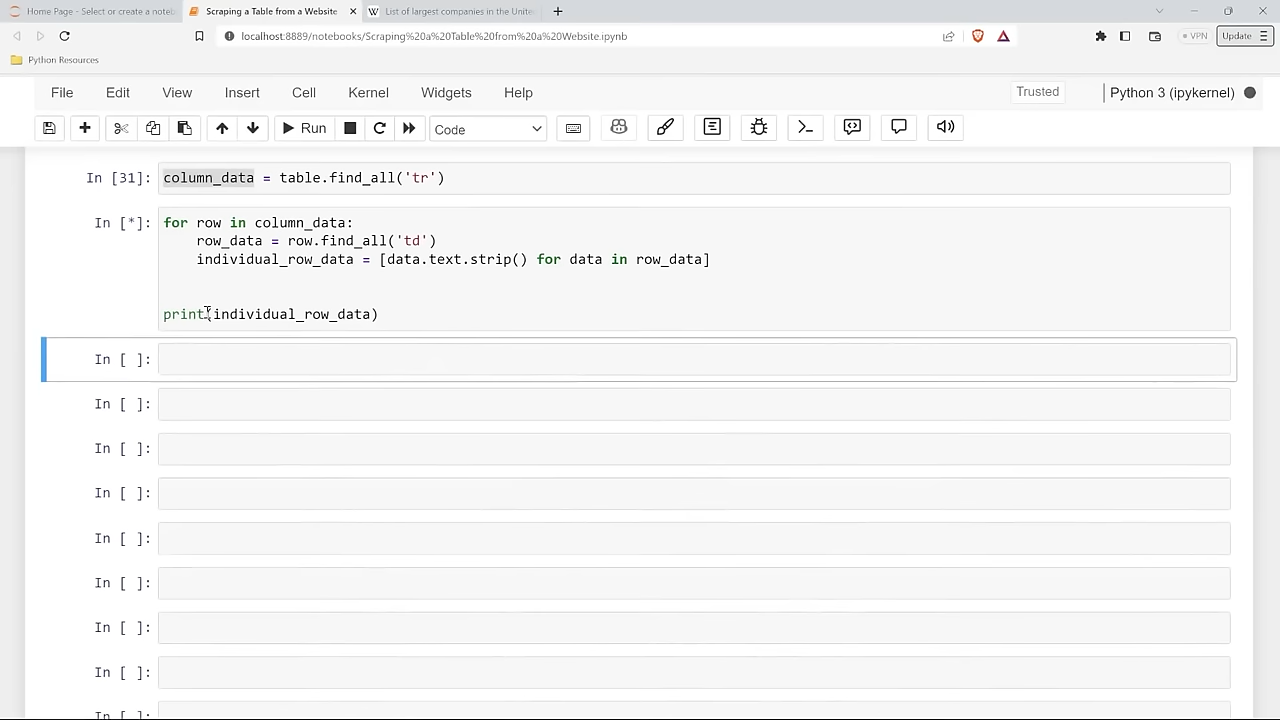 Home Page - Select or create a noteb
Scraping a Table from a Website
List of largest companies in the Unite
localhost:8889/notebooks/Scraping%20a%20Table%20from%20a%20Website.ipynb
VPN
Update
Python Resources
File Edit View Insert Cell Kernel Widgets Help
Trusted
Python 3 (ipykernel)
Run
Code
In [31]: column_data = table.find_all('tr')
In [*]: for row in column_data:
row_data = row.find_all('td')
individual_row_data = [data.text.strip() for data in row_data]
print(individual_row_data)
In [ ]:
In [ ]:
In [ ]:
In [ ]:
In [ ]:
In [ ]:
In [ ]:
In [ ]:
In [ ]: